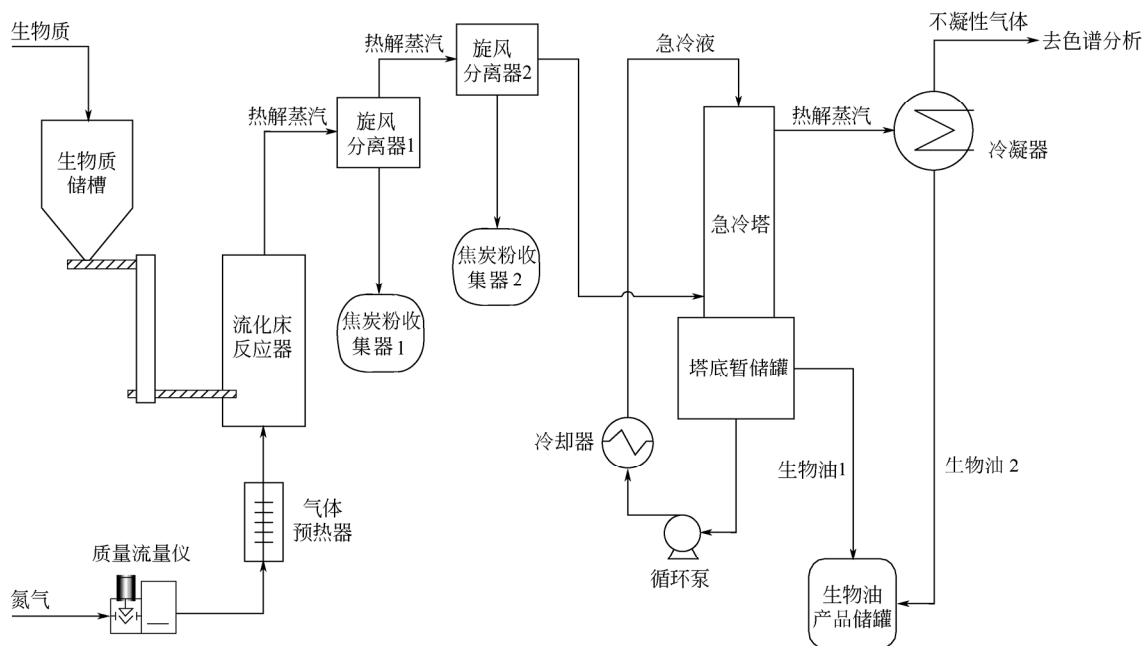 生物质
生物质
储槽
热解蒸汽
旋风
分离器1
热解蒸汽
旋风
分离器2
焦炭粉收
集器1
焦炭粉收
集器2
流化床
反应器
气体
预热器
质量流量仪
氮气
急冷液
急冷塔
塔底暂储罐
冷却器
循环泵
热解蒸汽
不凝性气体
去色谱分析
冷凝器
生物油1
生物油 2
生物油
产品储罐